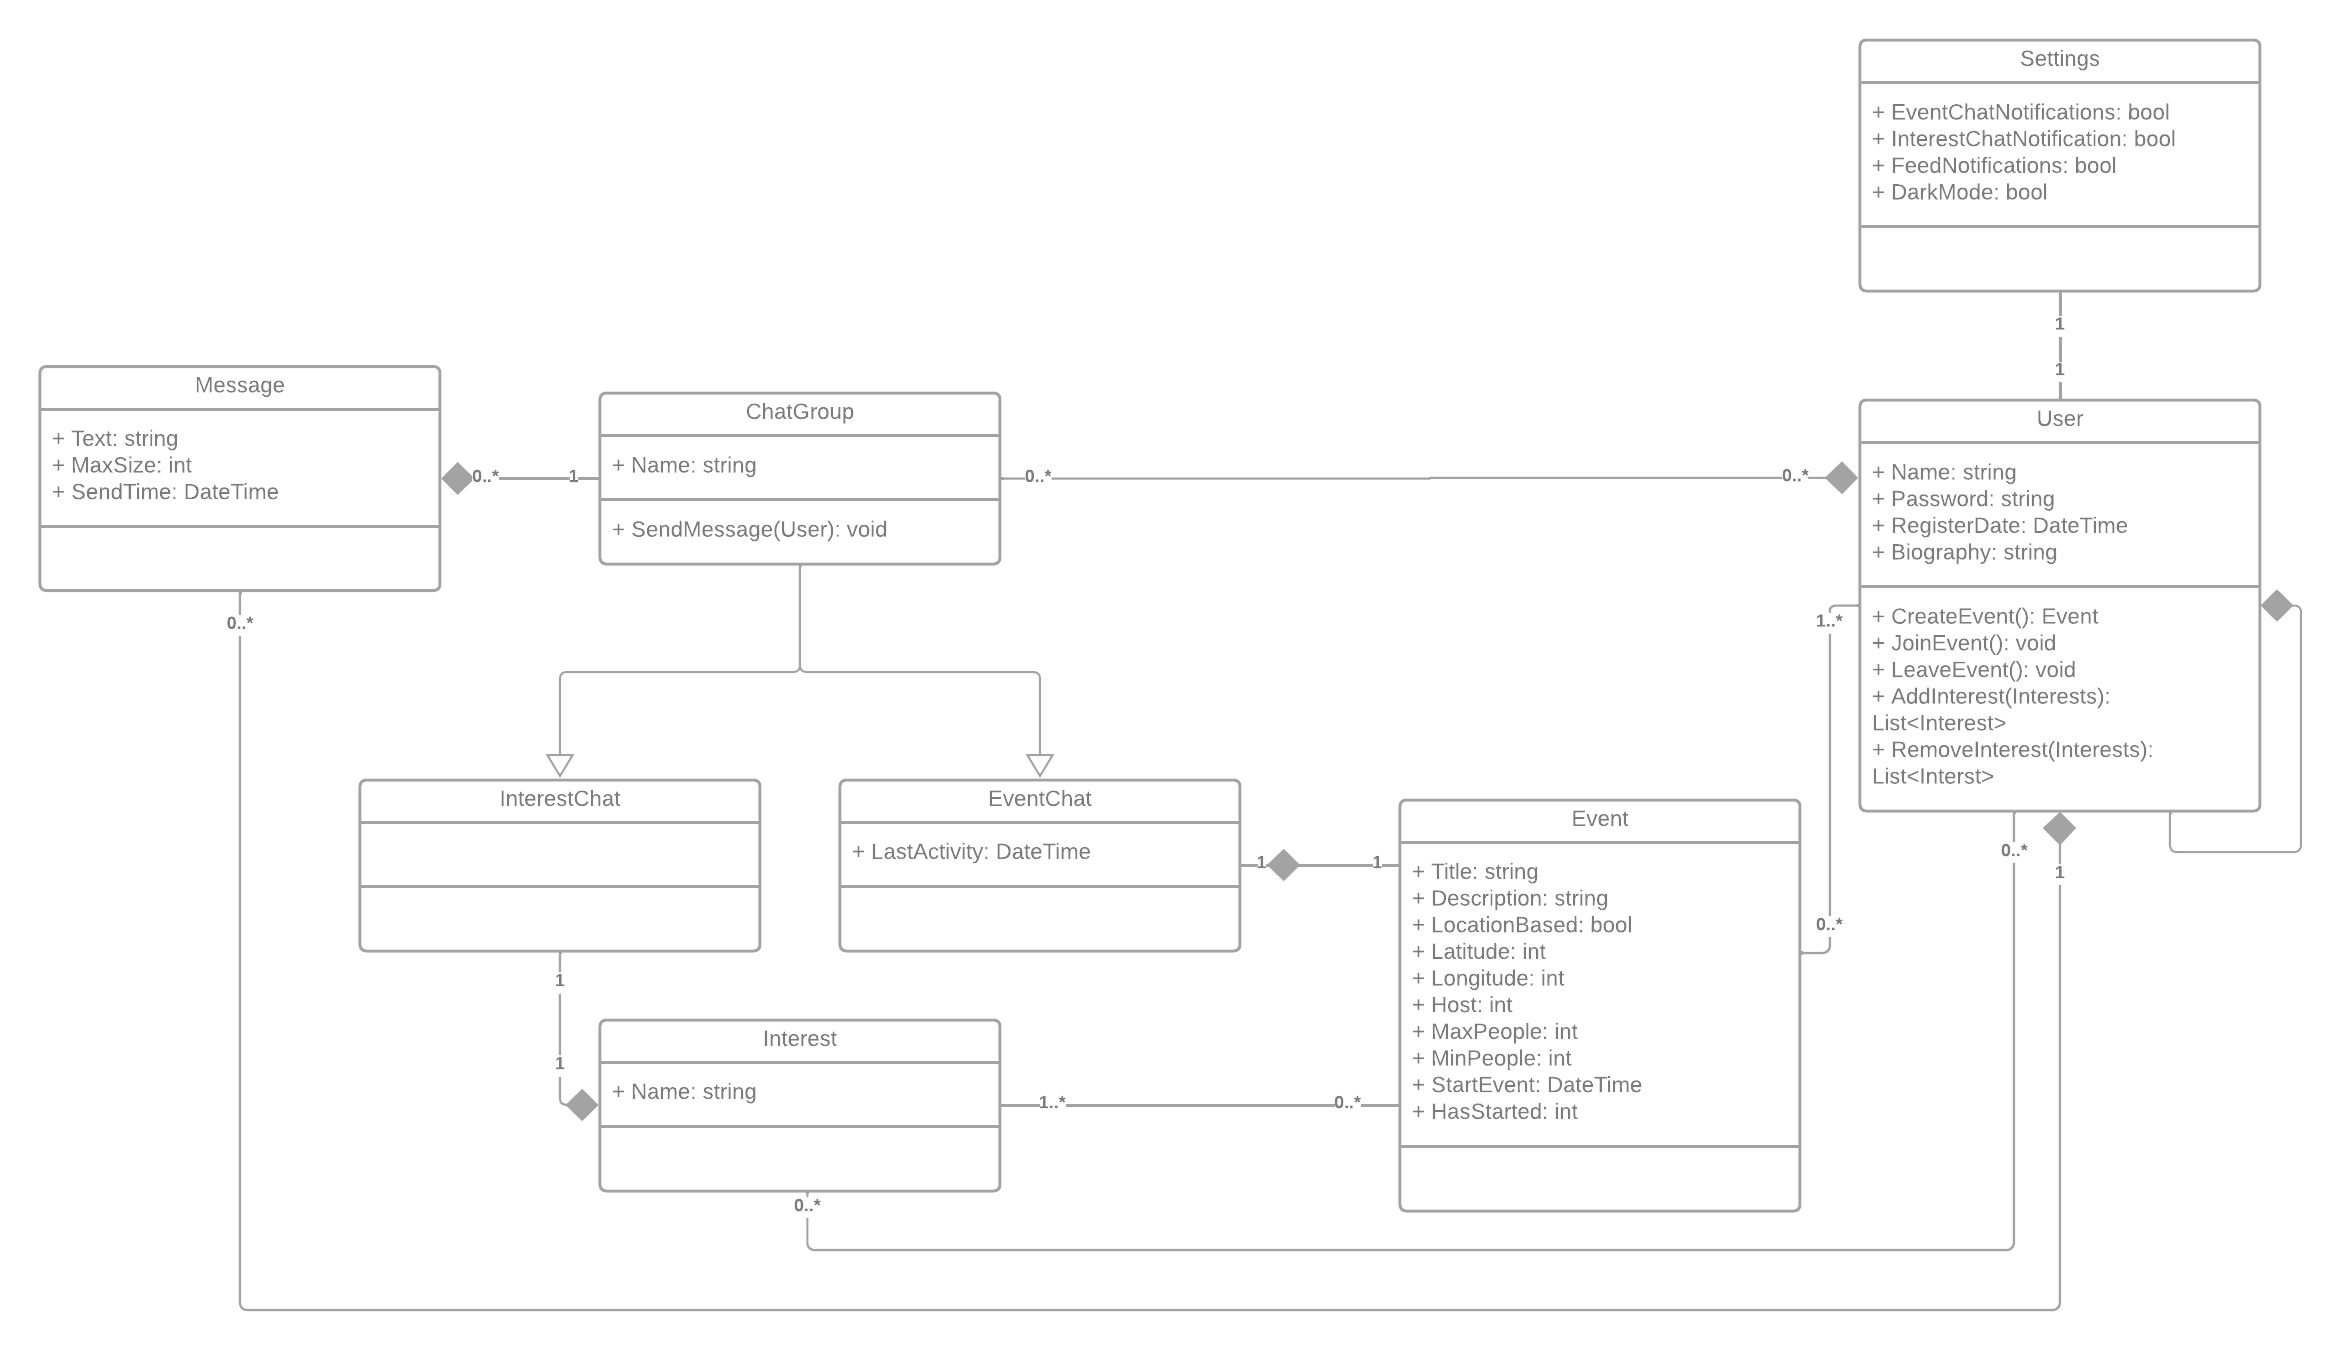 Settings
+ EventChatNotifications: bool
+ InterestChatNotification: bool
+ FeedNotifications: bool
+ DarkMode: bool
1
1
Message
+ Text: string
+ MaxSize: int
+ SendTime: DateTime
0..*
1
ChatGroup
+ Name: string
+ SendMessage(User): void
0..*
0..*
User
+ Name: string
+ Password: string
+ RegisterDate: DateTime
+ Biography: string
+ CreateEvent(): Event
+ JoinEvent(): void
+ LeaveEvent(): void
+ AddInterest(Interests):
List<Interest>
+ RemoveInterest(Interests):
List<Interst>
0..*
1..*
InterestChat
EventChat
+ LastActivity: DateTime
1
1
Event
+ Title: string
+ Description: string
+ LocationBased: bool
+ Latitude: int
+ Longitude: int
+ Host: int
+ MaxPeople: int
+ MinPeople: int
+ StartEvent: DateTime
+ HasStarted: int
0..*
0..*
1
1
1
Interest
+ Name: string
1..*
0..*
0..*